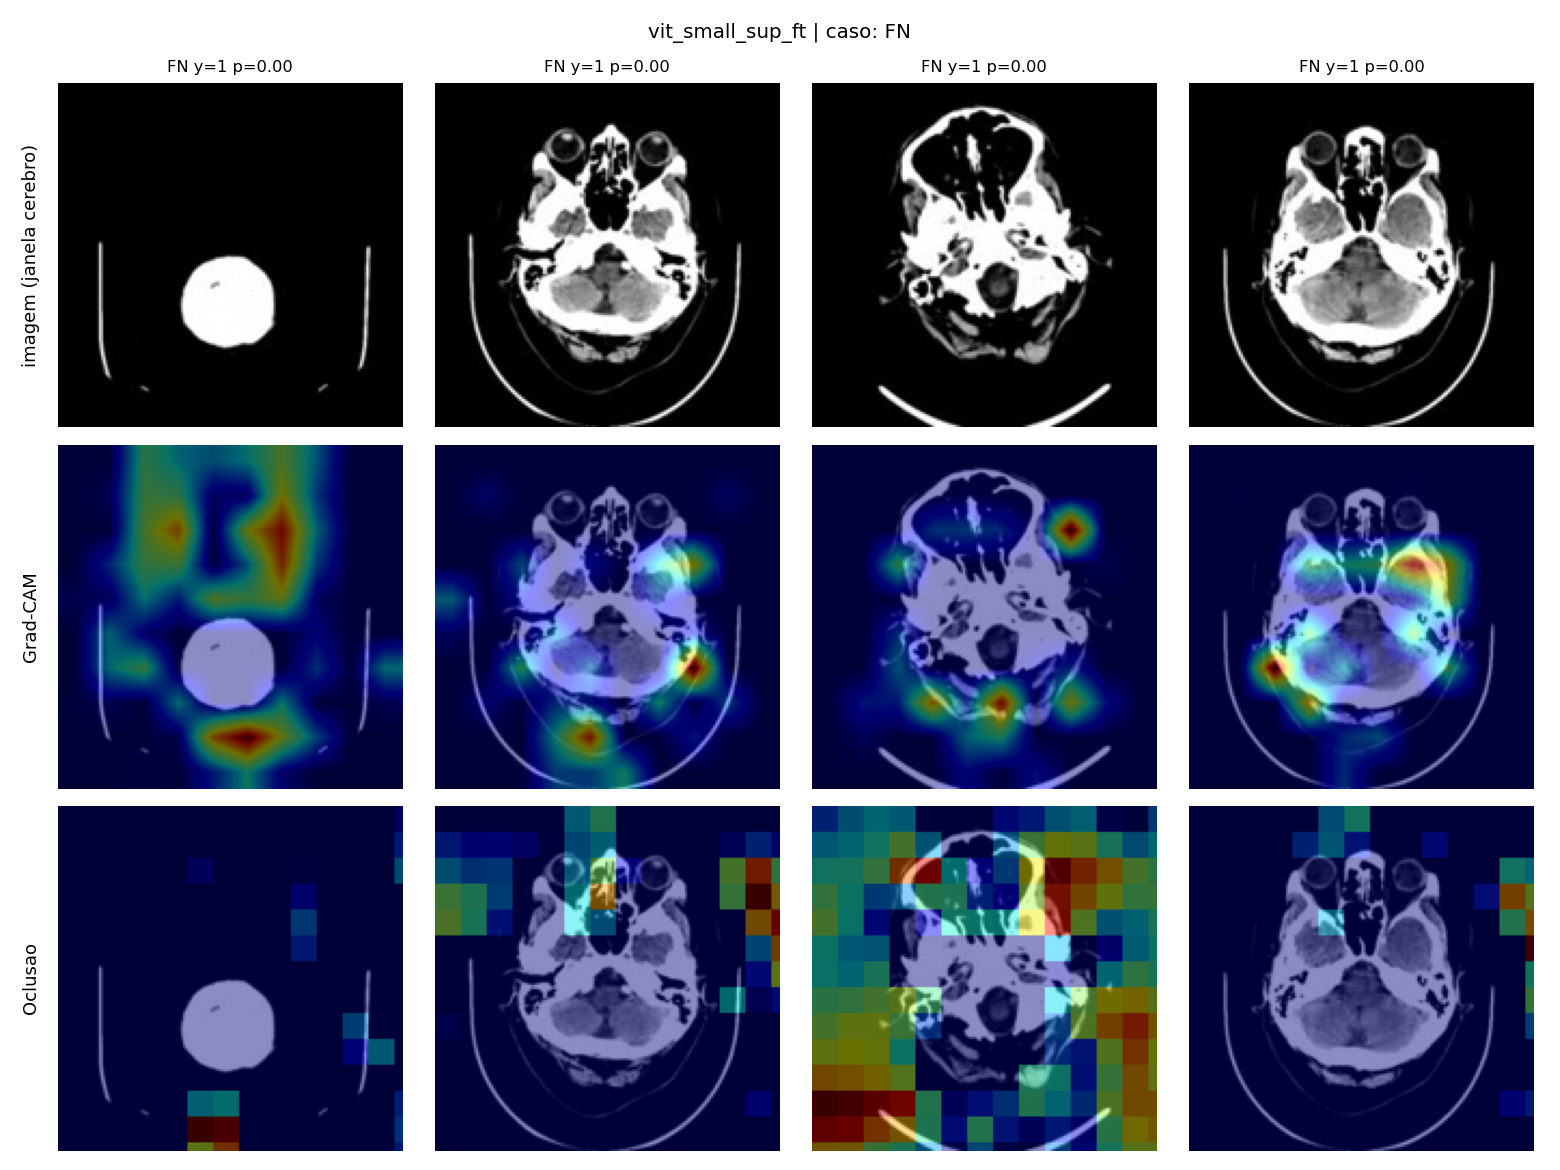 vit_small_sup_ft | caso: FN
FN y=1 p=0.00
FN y=1 p=0.00
FN y=1 p=0.00
FN y=1 p=0.00
imagem (janela cerebro)
Grad-CAM
Oclusao